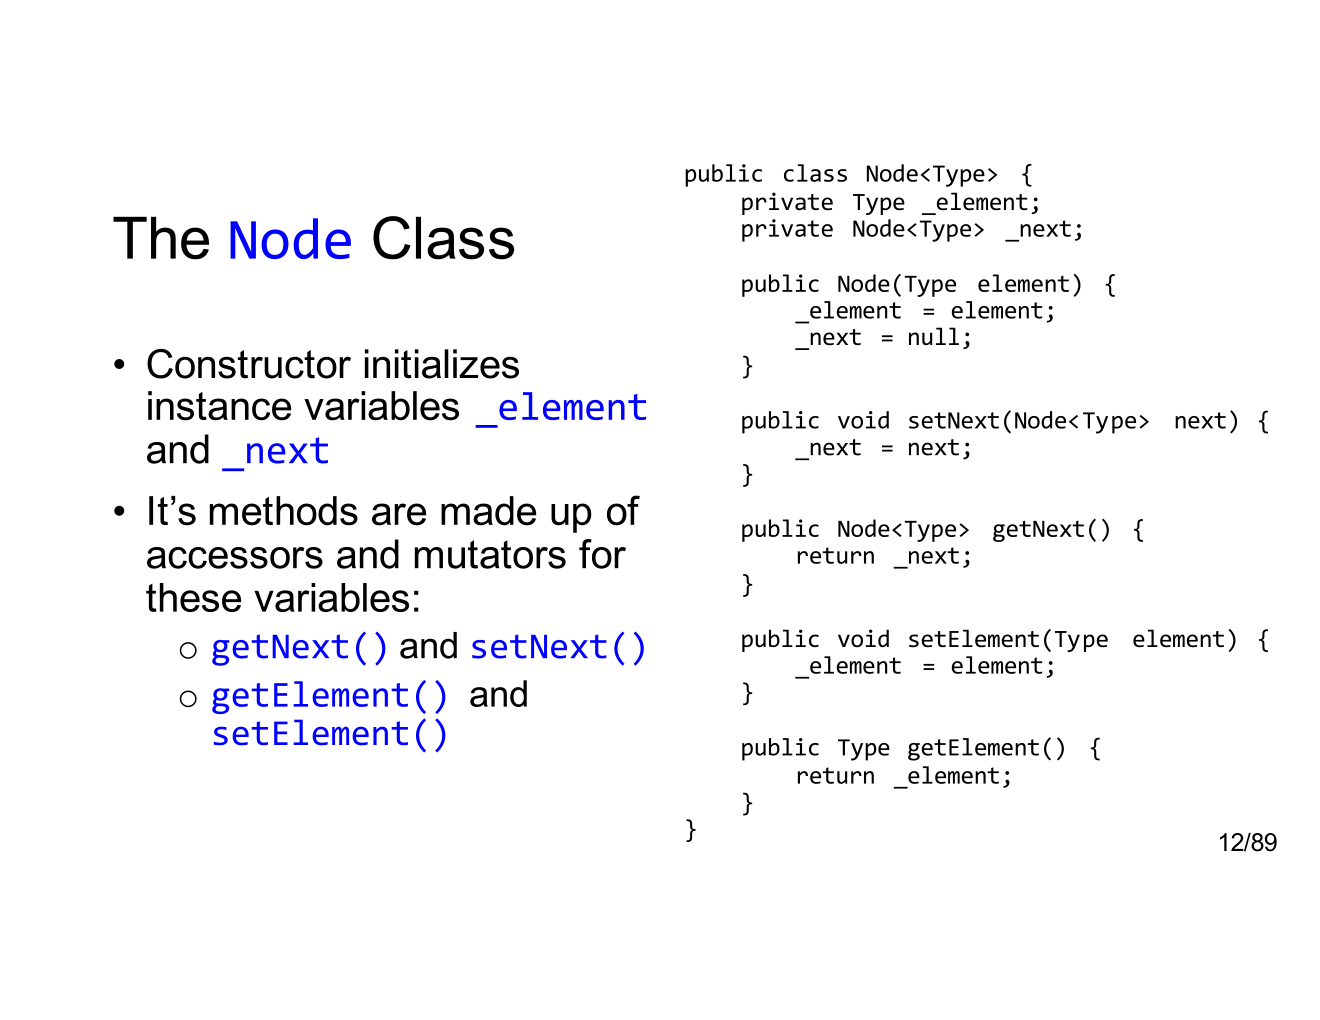 The Node Class
• Constructor initializes
instance variables _element
and _next
• It’s methods are made up of
accessors and mutators for
these variables:
○ getNext() and setNext()
○ getElement() and
setElement()
public class Node<Type> {
    private Type _element;
    private Node<Type> _next;

    public Node(Type element) {
        _element = element;
        _next = null;
    }

    public void setNext(Node<Type> next) {
        _next = next;
    }

    public Node<Type> getNext() {
        return _next;
    }

    public void setElement(Type element) {
        _element = element;
    }

    public Type getElement() {
        return _element;
    }
}
12/89